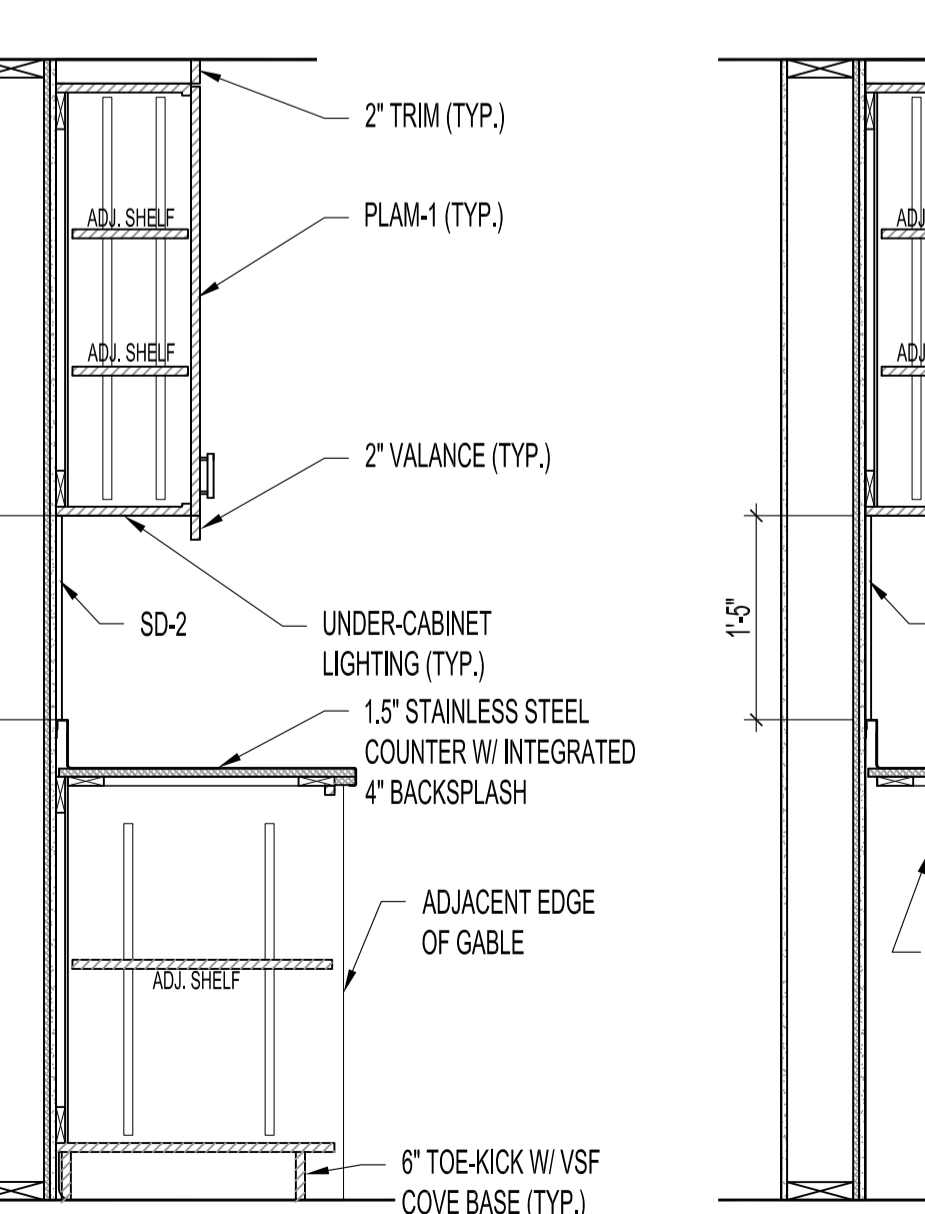 2" TRIM (TYP.)
PLAM-1 (TYP.)
ADJ. SHELF
ADJ. SHELF
2" VALANCE (TYP.)
SD-2
UNDER-CABINET
LIGHTING (TYP.)
1.5" STAINLESS STEEL
COUNTER W/ INTEGRATED
4" BACKSPLASH
ADJACENT EDGE
OF GABLE
ADJ. SHELF
6" TOE-KICK W/ VSF
COVE BASE (TYP.)
ADJ
ADJ
1'-5"